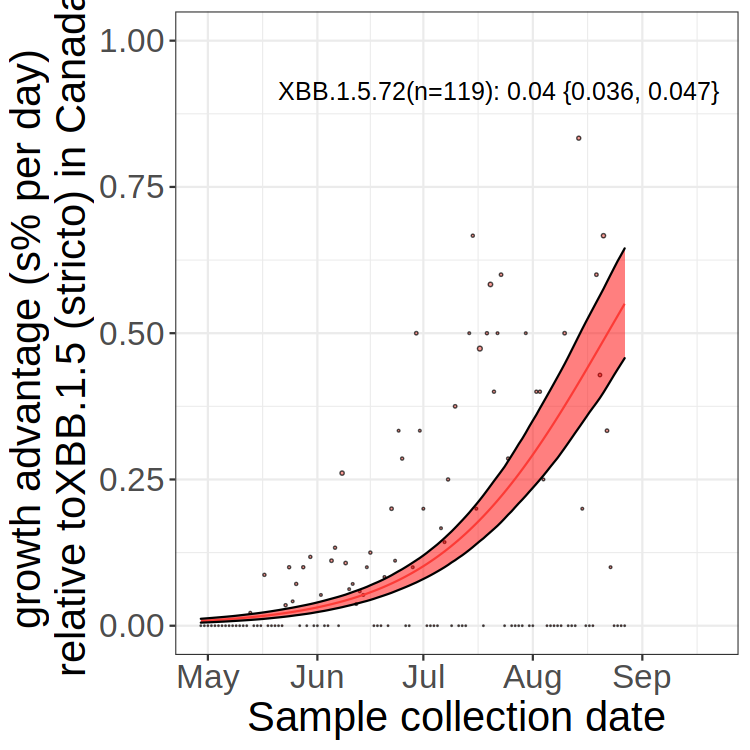 growth advantage (s% per day)
relative toXBB.1.5 (stricto) in Canada
1.00
0.75
0.50
0.25
0.00
XBB.1.5.72(n=119): 0.04 {0.036, 0.047}
May Jun Jul Aug Sep
Sample collection date